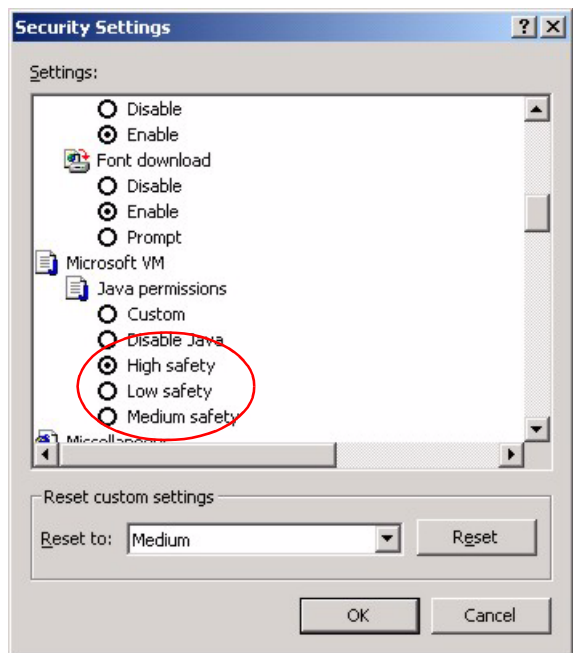 Security Settings
Settings:
Disable
Enable
Font download
Disable
Enable
Prompt
Microsoft VM
Java permissions
Custom
Disable Java
High safety
Low safety
Medium safety
Miscellaneous
Reset custom settings
Reset to: Medium Reset
OK Cancel